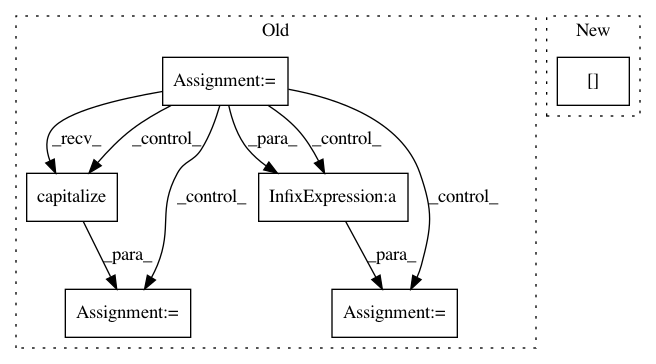 Old
New
Assignment:=
[]
_recv_
_control_
_para_
_control_
capitalize
_control_
InfixExpression:a
_control_
_para_
_para_
Assignment:=
Assignment:=